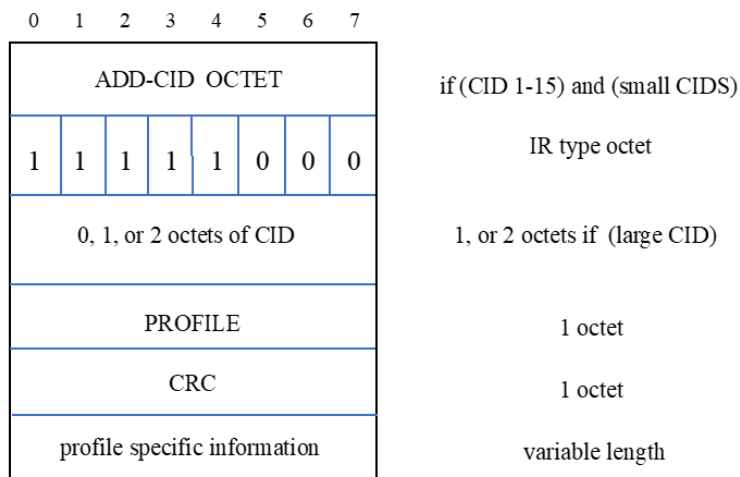 0 1 2 3 4 5 6 7
ADD-CID OCTET
if (CID 1-15) and (small CIDS)
1 1 1 1 1 0 0 0
IR type octet
0, 1, or 2 octets of CID
1, or 2 octets if (large CID)
PROFILE
1 octet
CRC
1 octet
profile specific information
variable length